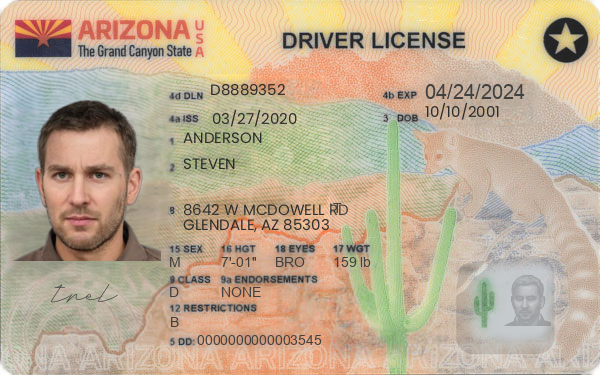 ARIZONA USA
The Grand Canyon State
DRIVER LICENSE
4d DLN D8889352
4b EXP 04/24/2024
4a ISS 03/27/2020
3 DOB 10/10/2001
1 ANDERSON
2 STEVEN
8 8642 W MCDOWELL RD
GLENDALE, AZ 85303
15 SEX 16 HGT 18 EYES 17 WGT
M 7'-01" BRO 159 lb
9 CLASS 9a ENDORSEMENTS
D NONE
12 RESTRICTIONS
B
5 DD: 0000000000003545
ARIZONA ARIZONA ARIZONA ARIZONA